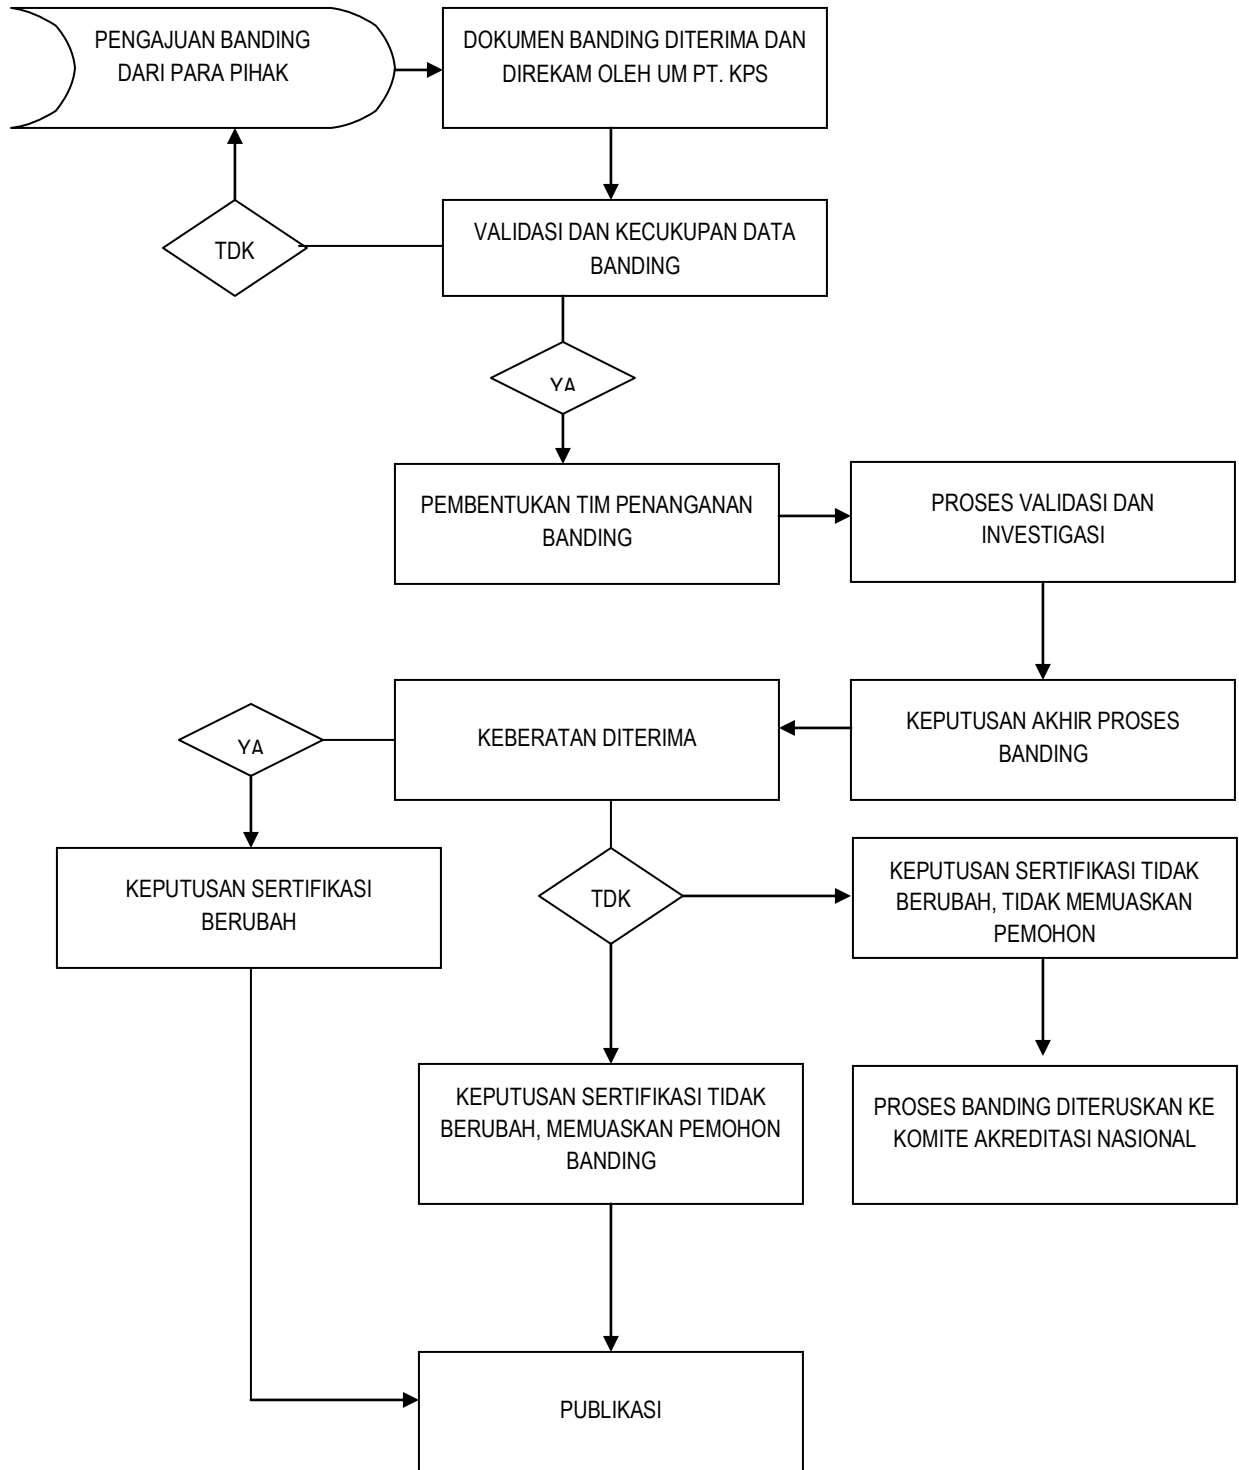 PENGAJUAN BANDING
DARI PARA PIHAK
DOKUMEN BANDING DITERIMA DAN
DIREKAM OLEH UM PT. KPS
TDK
VALIDASI DAN KECUKUPAN DATA
BANDING
YA
PEMBENTUKAN TIM PENANGANAN
BANDING
PROSES VALIDASI DAN
INVESTIGASI
KEPUTUSAN AKHIR PROSES
BANDING
KEBERATAN DITERIMA
YA
KEPUTUSAN SERTIFIKASI
BERUBAH
TDK
KEPUTUSAN SERTIFIKASI TIDAK
BERUBAH, TIDAK MEMUASKAN
PEMOHON
KEPUTUSAN SERTIFIKASI TIDAK
BERUBAH, MEMUASKAN PEMOHON
BANDING
PROSES BANDING DITERUSKAN KE
KOMITE AKREDITASI NASIONAL
PUBLIKASI